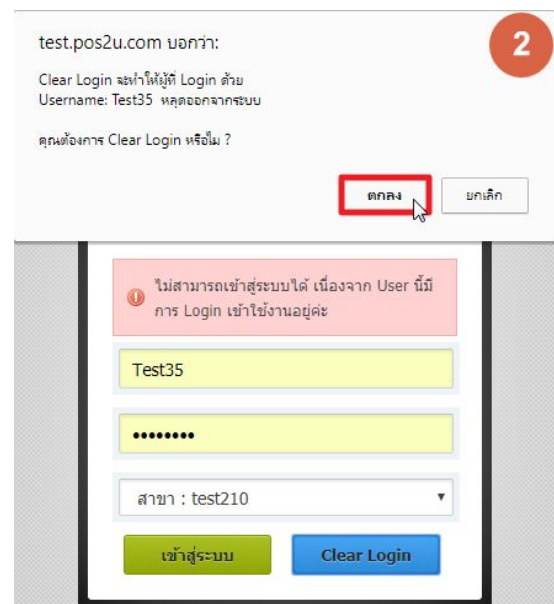 test.pos2u.com บอกว่า:
2
Clear Login จะทำให้ผู้ที่ Login ด้วย
Username: Test35 หลุดออกจากระบบ
คุณต้องการ Clear Login หรือไม ?
ตกลง
ยกเลิก
ไม่สามารถเข้าสู่ระบบได้ เนื่องจาก User นี้มี
การ Login เข้าใช้งานอยู่ค่ะ
Test35
••••••••
สาขา : test210
เข้าสู่ระบบ
Clear Login